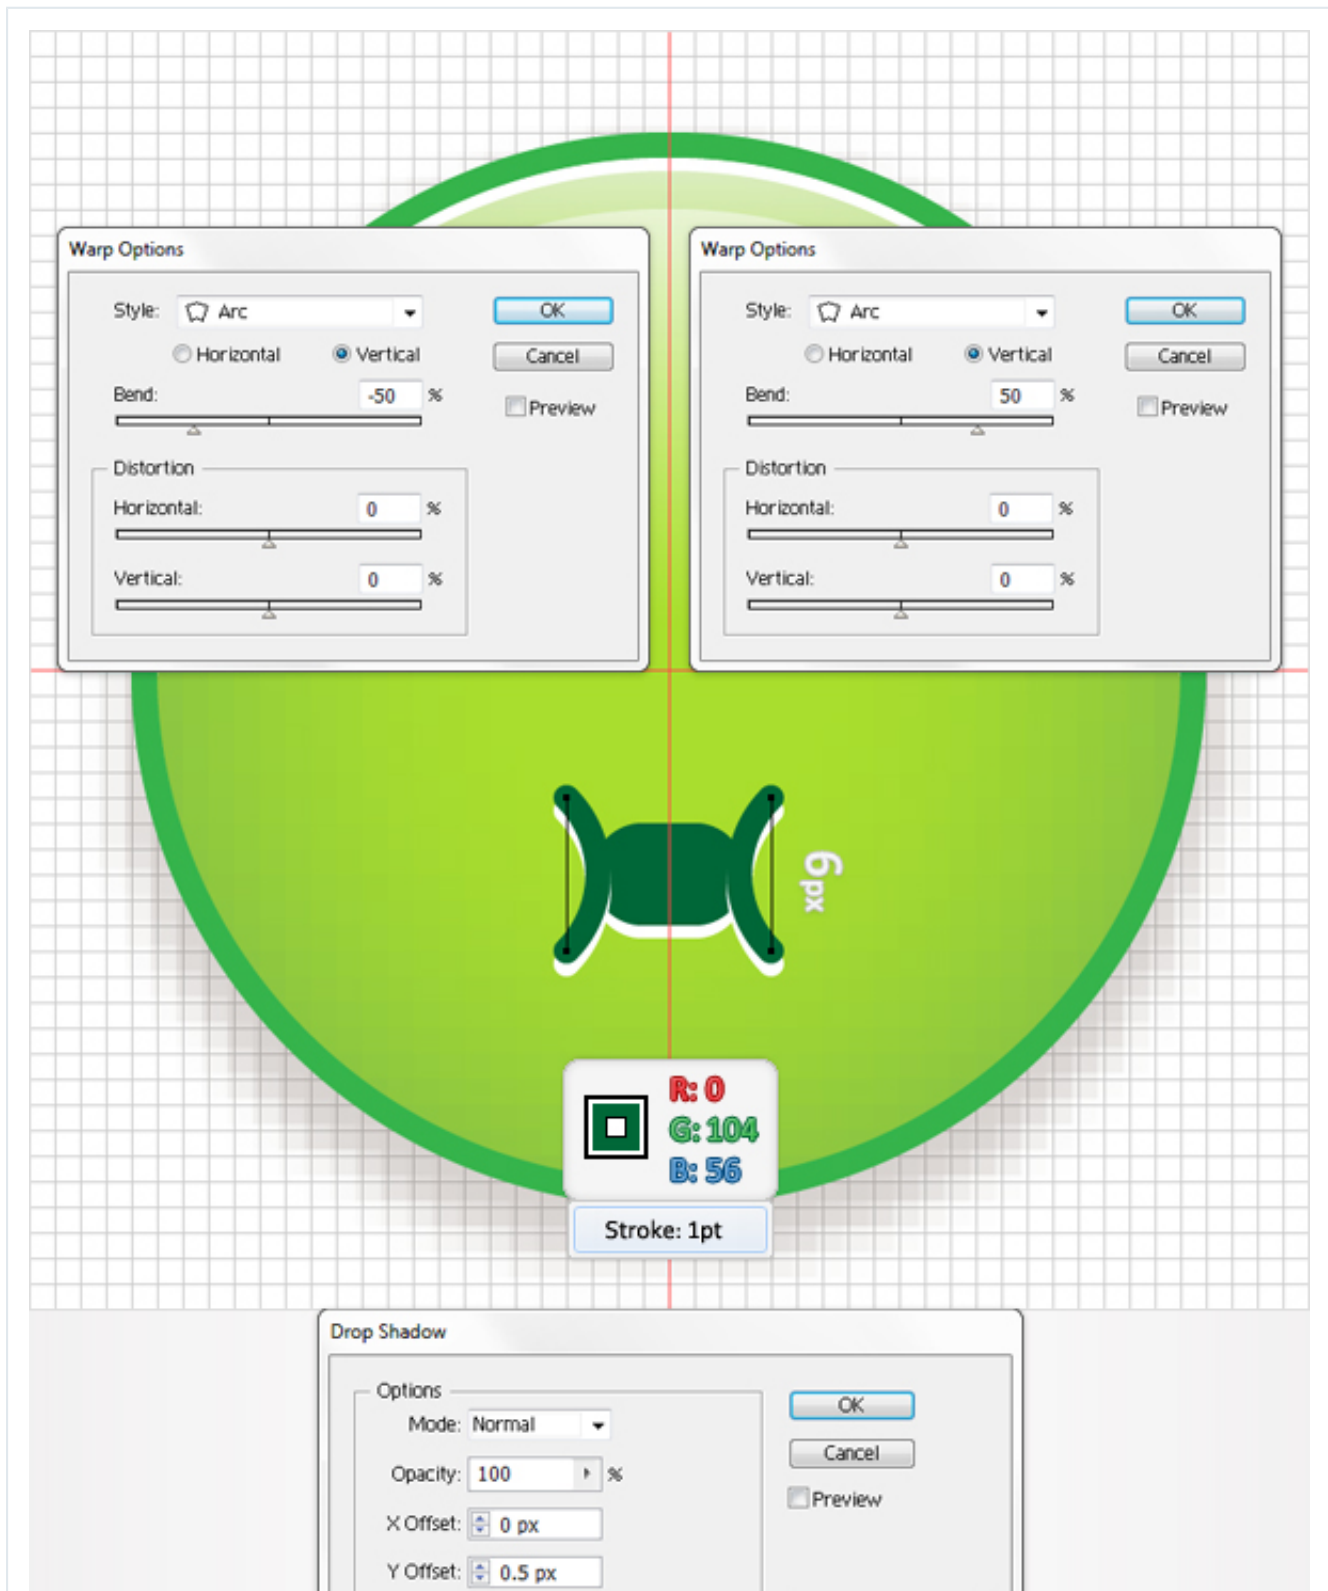 Warp Options
Style: Arc
OK
Horizontal Vertical
Cancel
Bend: -50 %
Preview
Distortion
Horizontal: 0 %
Vertical: 0 %
Warp Options
Style: Arc
OK
Horizontal Vertical
Cancel
Bend: 50 %
Preview
Distortion
Horizontal: 0 %
Vertical: 0 %
6px
R: 0
G: 104
B: 56
Stroke: 1pt
Drop Shadow
Options
OK
Mode: Normal
Cancel
Opacity: 100 %
Preview
X Offset: 0 px
Y Offset: 0.5 px